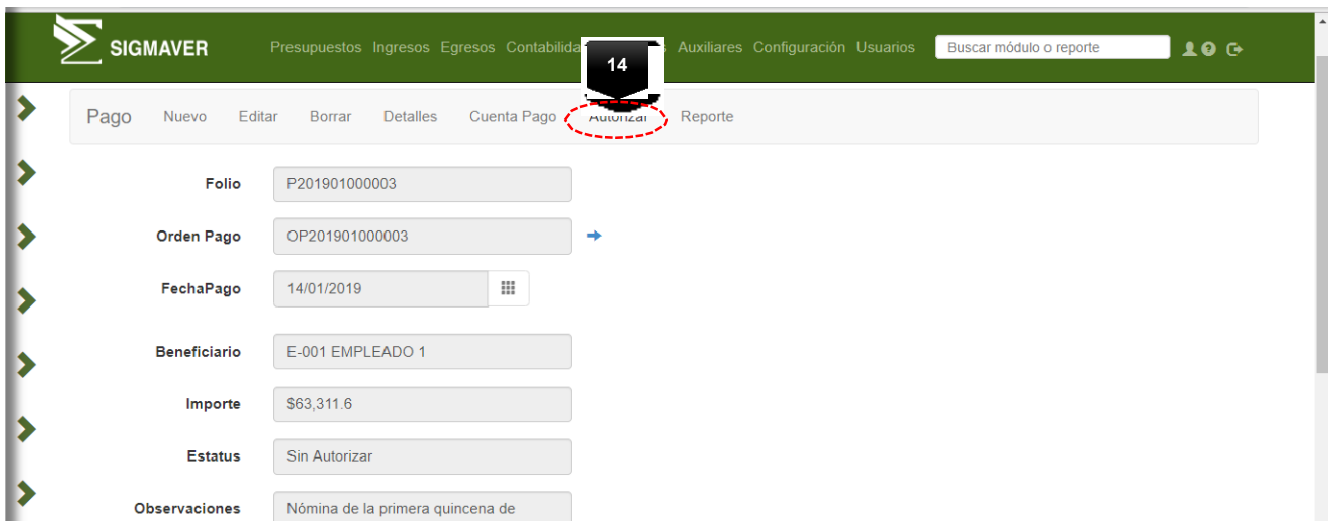 SIGMAVER Presupuestos Ingresos Egresos Contabilida s Auxiliares Configuración Usuarios Buscar módulo o reporte
14
Pago Nuevo Editar Borrar Detalles Cuenta Pago Autorizar Reporte
Folio P201901000003
Orden Pago OP201901000003
FechaPago 14/01/2019
Beneficiario E-001 EMPLEADO 1
Importe $63,311.6
Estatus Sin Autorizar
Observaciones Nómina de la primera quincena de